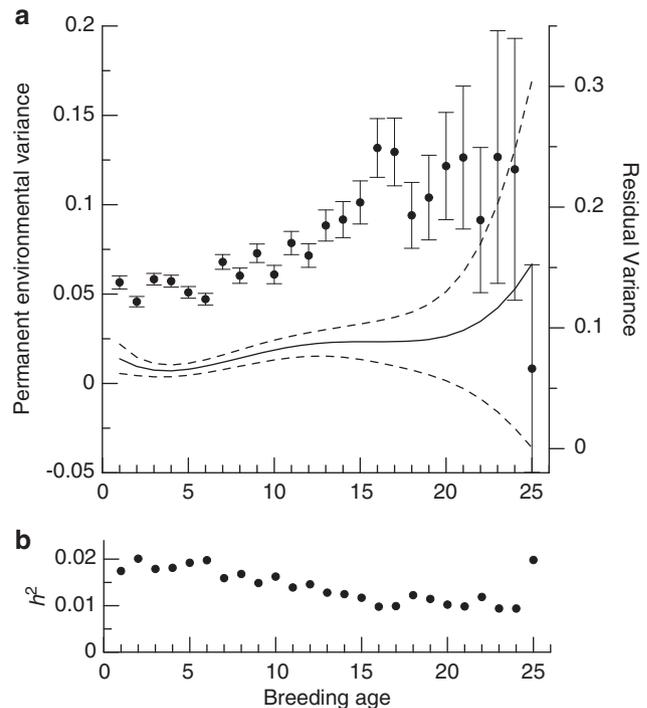 a
Permanent environmental variance
0.2
0.15
0.1
0.05
0
-0.05
0.3
0.2
0.1
0
Residual Variance
0 5 10 15 20 25
b
h2
0.02
0.01
0
0 5 10 15 20 25
Breeding age